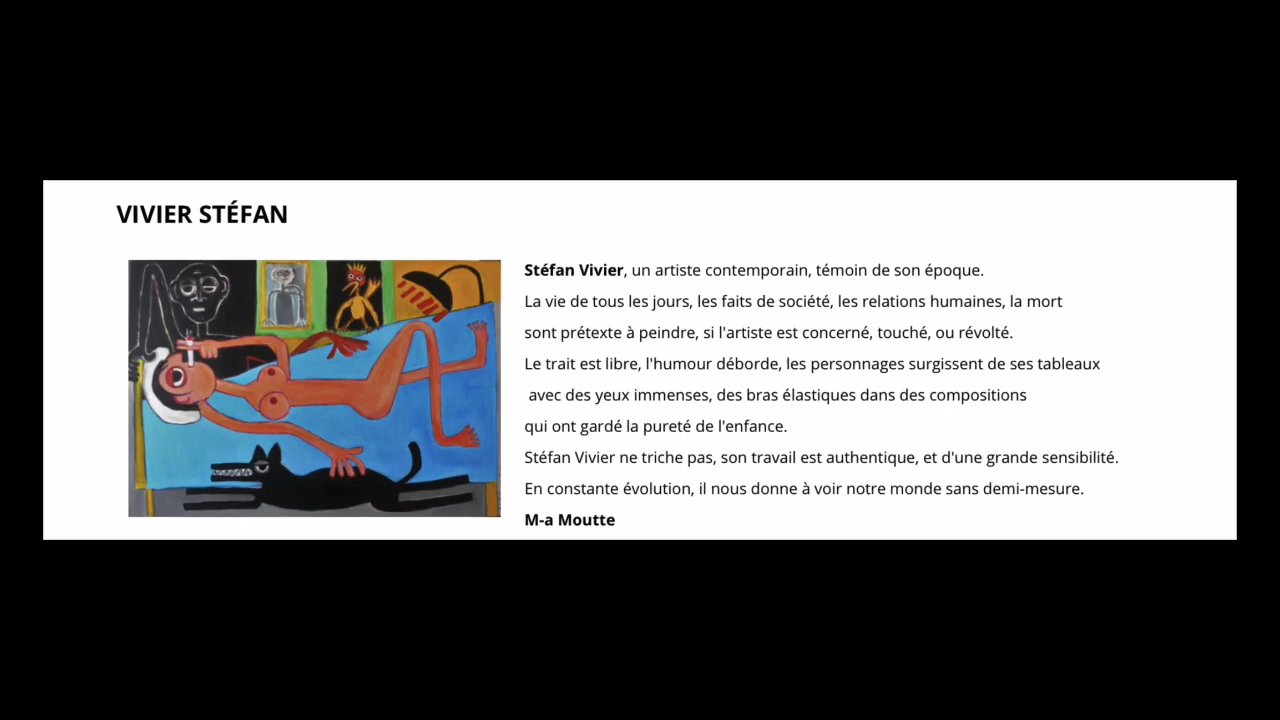 VIVIER STÉFAN
Stéfan Vivier, un artiste contemporain, témoin de son époque.
La vie de tous les jours, les faits de société, les relations humaines, la mort
sont prétexte à peindre, si l'artiste est concerné, touché, ou révolté.
Le trait est libre, l'humour déborde, les personnages surgissent de ses tableaux
avec des yeux immenses, des bras élastiques dans des compositions
qui ont gardé la pureté de l'enfance.
Stéfan Vivier ne triche pas, son travail est authentique, et d'une grande sensibilité.
En constante évolution, il nous donne à voir notre monde sans demi-mesure.
M-a Moutte